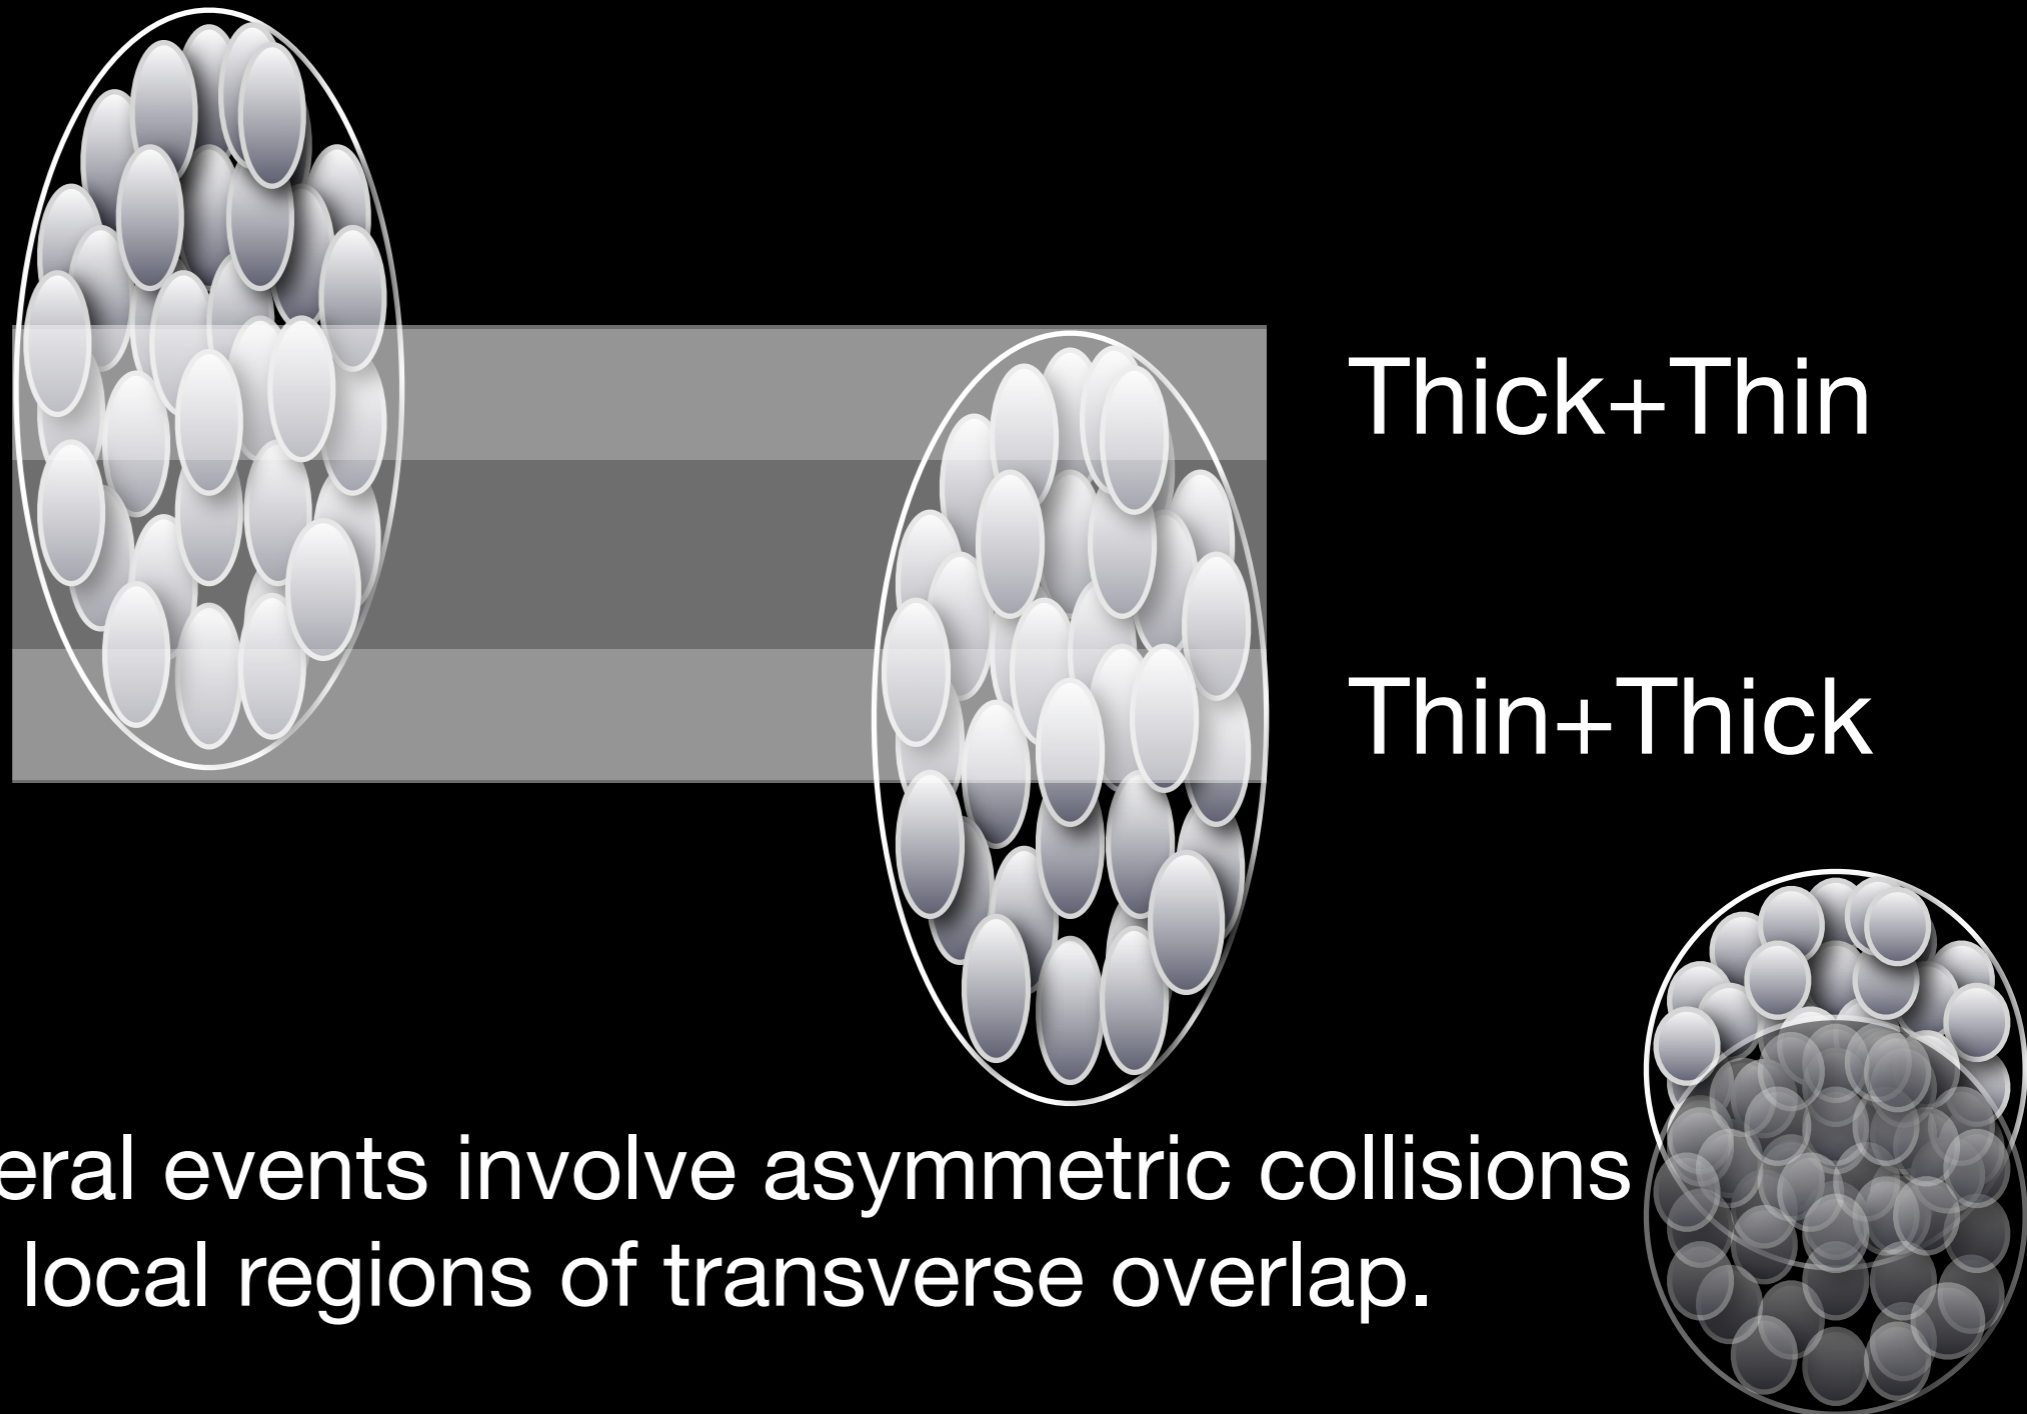 Thick+Thin
Thin+Thick
eral events involve asymmetric collisions
local regions of transverse overlap.